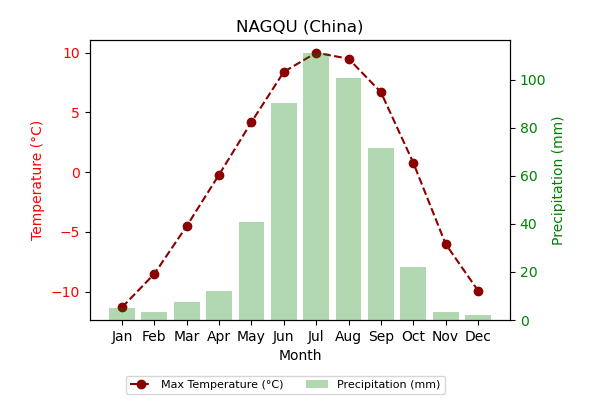 NAGQU (China)
10
5
0
−5
−10
Temperature (°C)
100
80
60
40
20
0
Precipitation (mm)
Jan Feb Mar Apr May Jun Jul Aug Sep Oct Nov Dec
Month
Max Temperature (°C) Precipitation (mm)